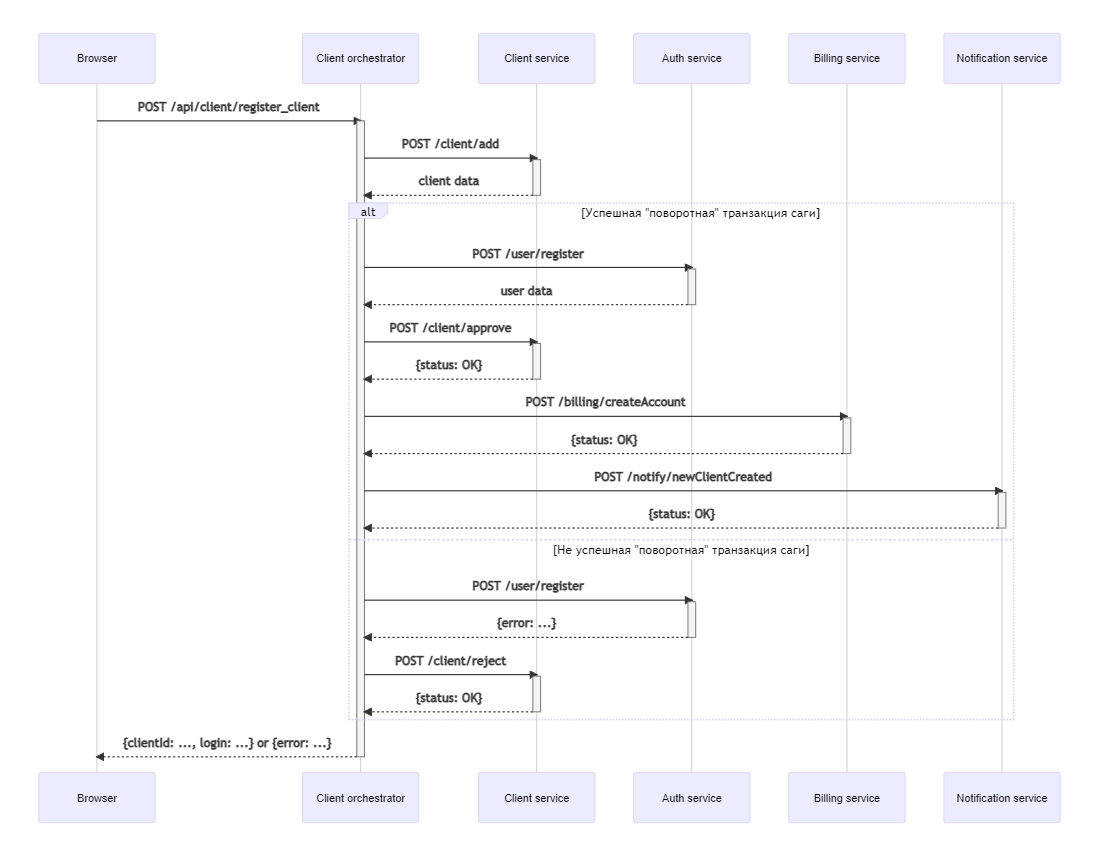 Browser
Client orchestrator
Client service
Auth service
Billing service
Notification service
POST /api/client/register_client
POST /client/add
client data
alt
[Успешная "поворотная" транзакция саги]
POST /user/register
user data
POST /client/approve
{status: OK}
POST /billing/createAccount
{status: OK}
POST /notify/newClientCreated
{status: OK}
[Не успешная "поворотная" транзакция саги]
POST /user/register
{error: ...}
POST /client/reject
{status: OK}
{clientId: ..., login: ...} or {error: ...}
Browser
Client orchestrator
Client service
Auth service
Billing service
Notification service